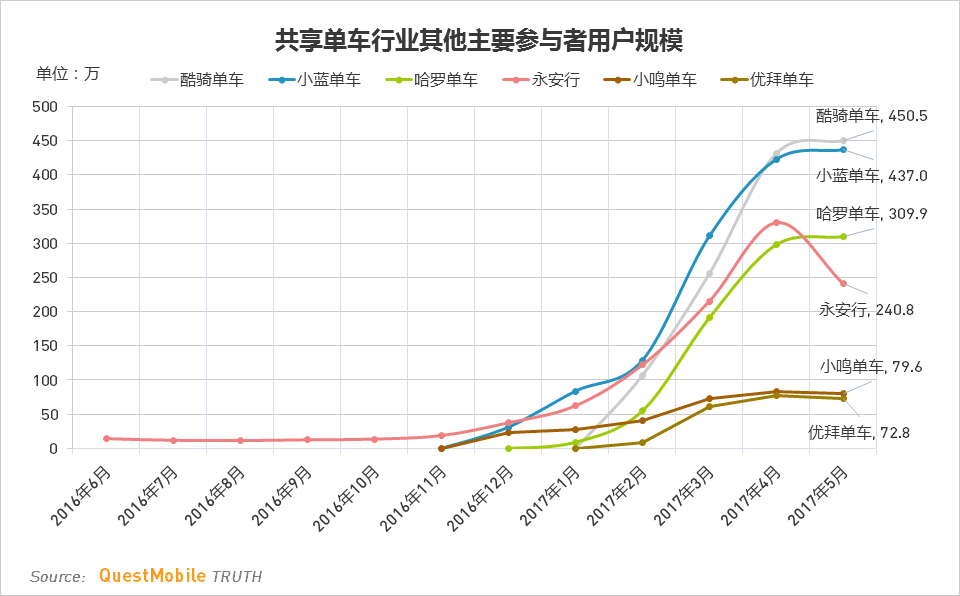 共享单车行业其他主要参与者用户规模
单位：万
酷骑单车 小蓝单车 哈罗单车 永安行 小鸣单车 优拜单车
500
450
400
350
300
250
200
150
100
50
0
酷骑单车, 450.5
小蓝单车, 437.0
哈罗单车, 309.9
永安行, 240.8
小鸣单车, 79.6
优拜单车, 72.8
2016年6月 2016年7月 2016年8月 2016年9月 2016年10月 2016年11月 2016年12月 2017年1月 2017年2月 2017年3月 2017年4月 2017年5月
Source: QuestMobile TRUTH